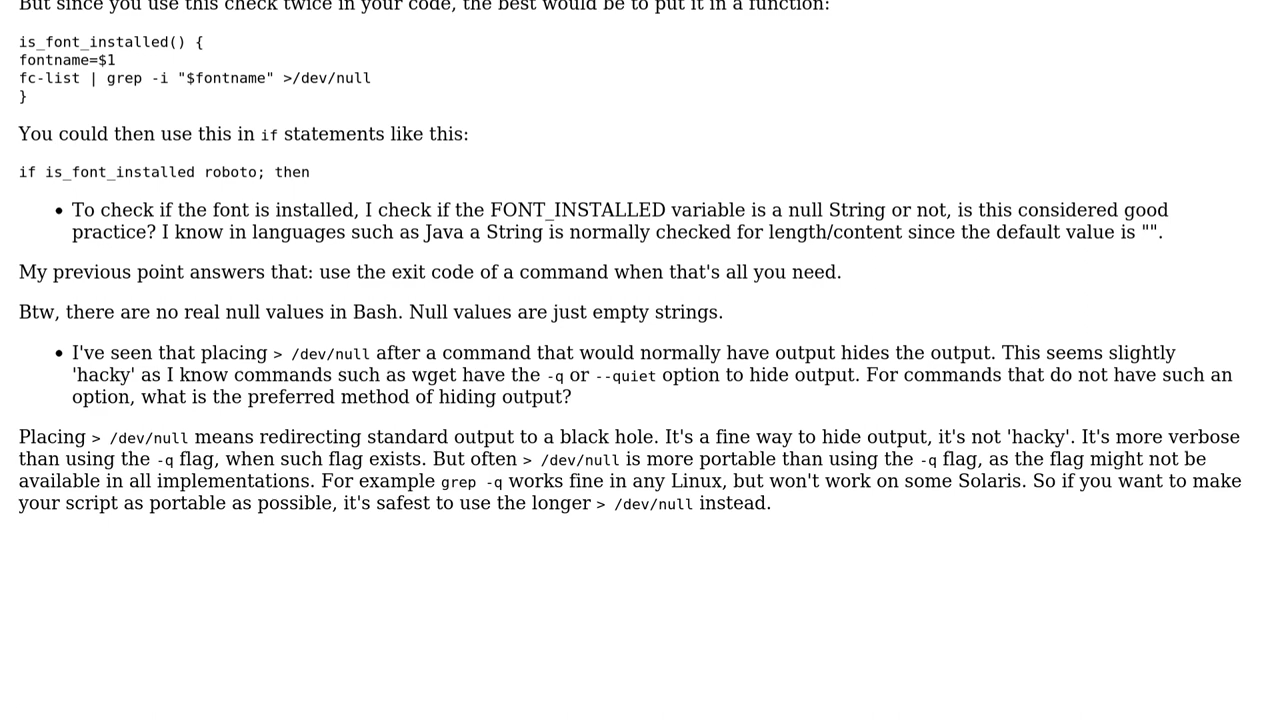 But since you use this check twice in your code, the best would be to put it in a function:
is_font_installed() {
fontname=$1
fc-list | grep -i "$fontname" >/dev/null
}
You could then use this in if statements like this:
if is_font_installed roboto; then
• To check if the font is installed, I check if the FONT_INSTALLED variable is a null String or not, is this considered good
practice? I know in languages such as Java a String is normally checked for length/content since the default value is "".
My previous point answers that: use the exit code of a command when that's all you need.
Btw, there are no real null values in Bash. Null values are just empty strings.
• I've seen that placing > /dev/null after a command that would normally have output hides the output. This seems slightly
'hacky' as I know commands such as wget have the -q or --quiet option to hide output. For commands that do not have such an
option, what is the preferred method of hiding output?
Placing > /dev/null means redirecting standard output to a black hole. It's a fine way to hide output, it's not 'hacky'. It's more verbose
than using the -q flag, when such flag exists. But often > /dev/null is more portable than using the -q flag, as the flag might not be
available in all implementations. For example grep -q works fine in any Linux, but won't work on some Solaris. So if you want to make
your script as portable as possible, it's safest to use the longer > /dev/null instead.